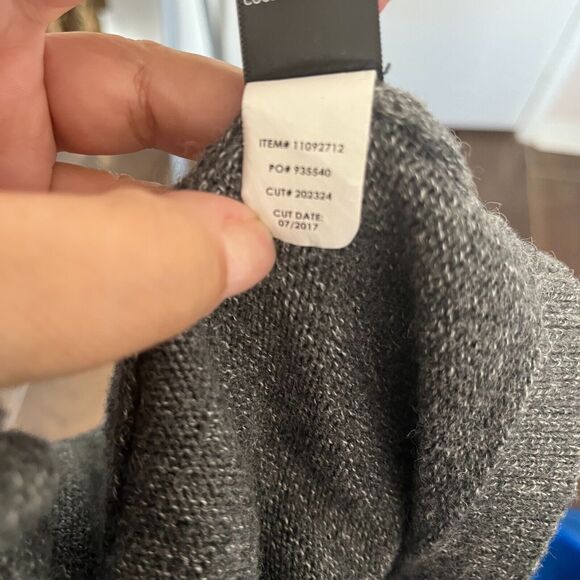 ITEM# 11092712
PO# 935540
CUT# 202324
CUT DATE:
07/2017